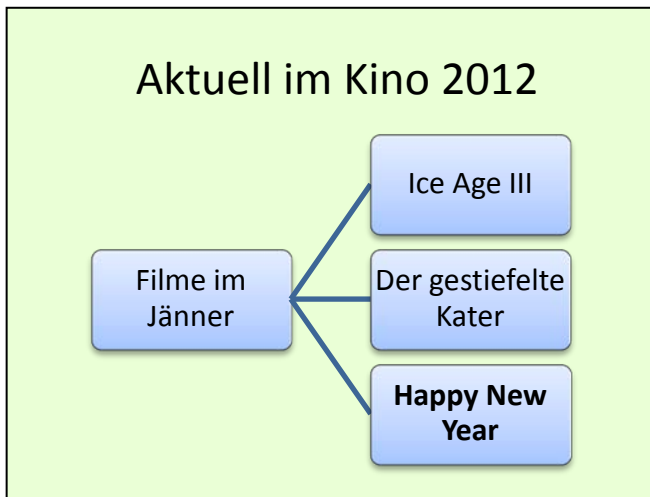 Aktuell im Kino 2012
Ice Age III
Filme im
Jänner
Der gestiefelte
Kater
Happy New
Year